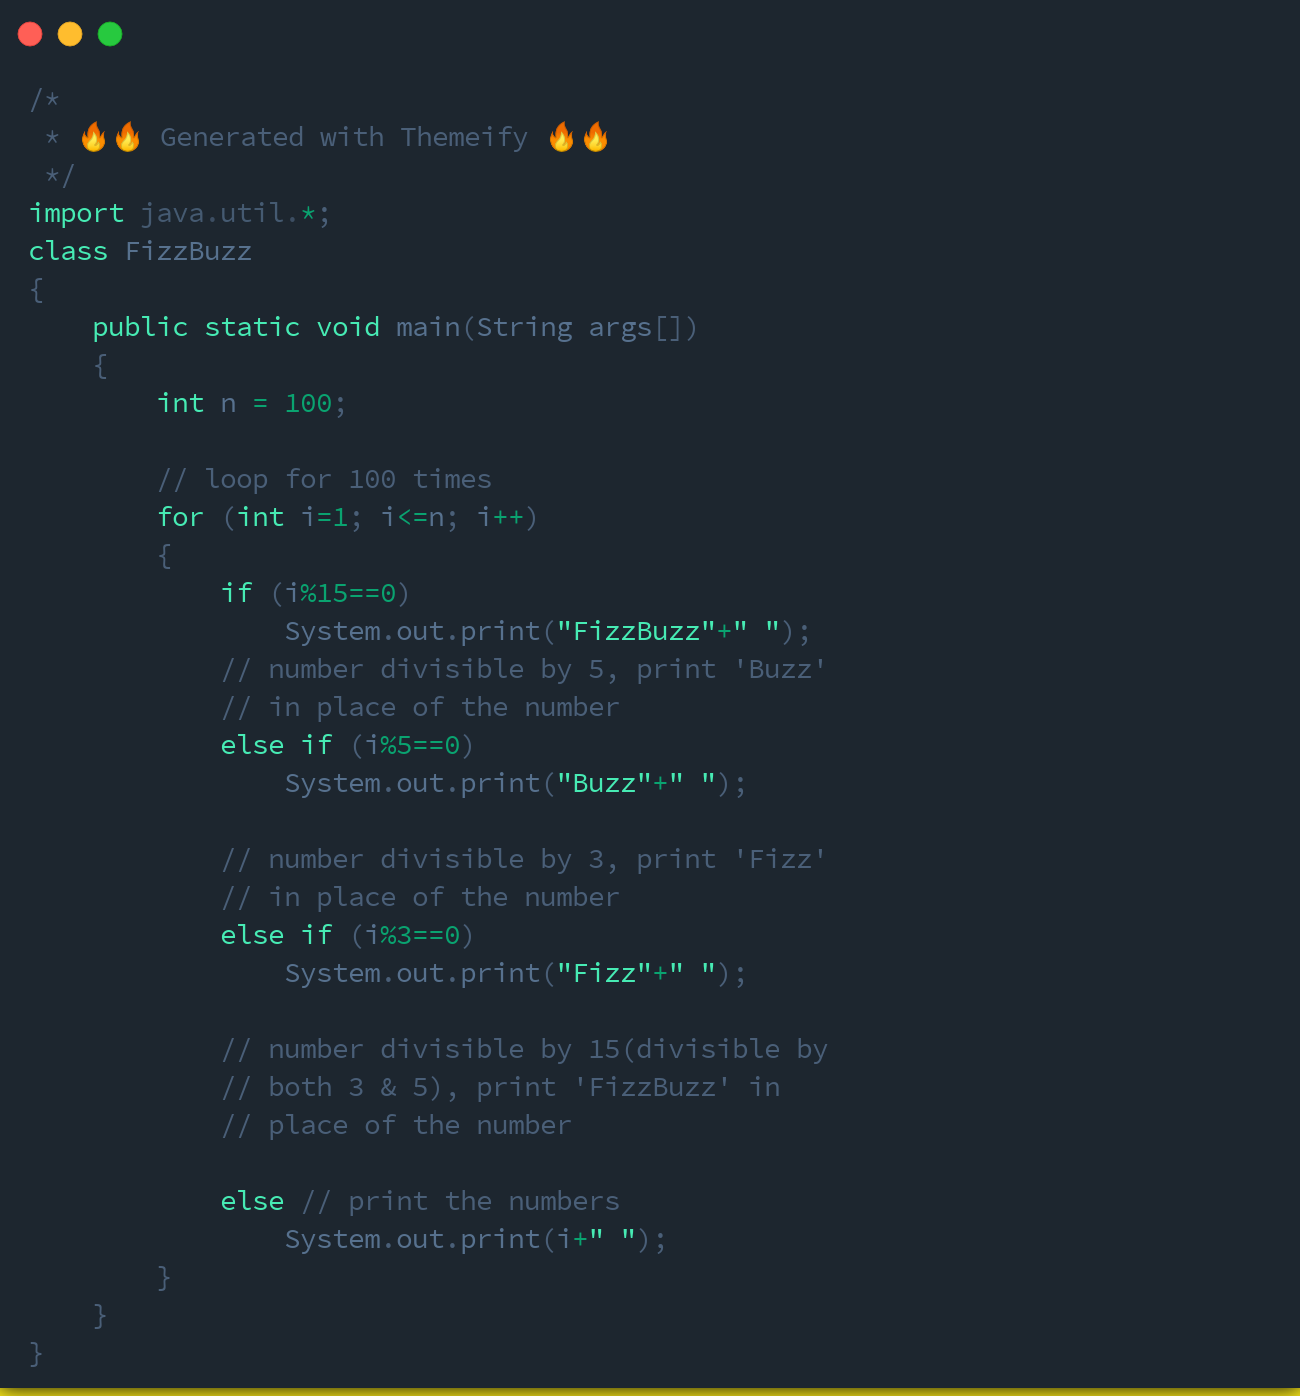 /*
 * 🔥🔥 Generated with Themeify 🔥🔥
 */
import java.util.*;
class FizzBuzz
{
    public static void main(String args[])
    {
        int n = 100;

        // loop for 100 times
        for (int i=1; i<=n; i++)
        {
            if (i%15==0)
                System.out.print("FizzBuzz"+" ");
            // number divisible by 5, print 'Buzz'
            // in place of the number
            else if (i%5==0)
                System.out.print("Buzz"+" ");

            // number divisible by 3, print 'Fizz'
            // in place of the number
            else if (i%3==0)
                System.out.print("Fizz"+" ");

            // number divisible by 15(divisible by
            // both 3 & 5), print 'FizzBuzz' in
            // place of the number

            else // print the numbers
                System.out.print(i+" ");
        }
    }
}